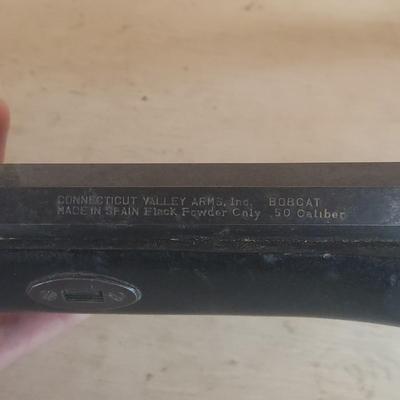 CONNECTICUT VALLEY ARMS, Inc. BOBCAT
MADE IN SPAIN Black Powder Only .50 Caliber